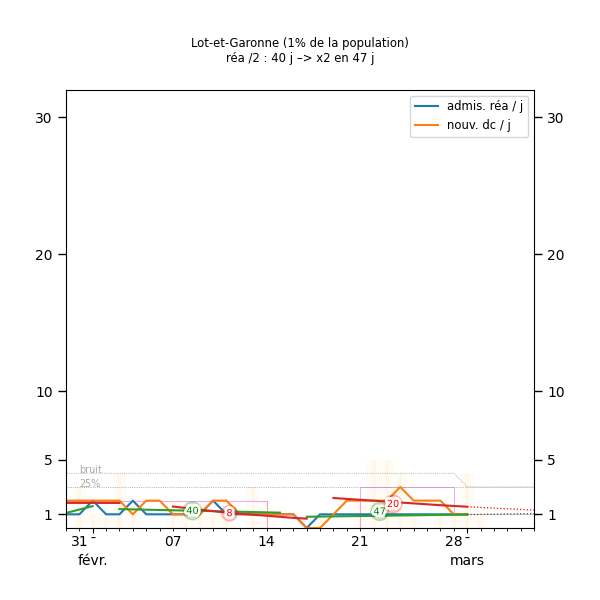 Lot-et-Garonne (1% de la population)
réa /2 : 40 j –> x2 en 47 j
admis. réa / j
nouv. dc / j
30 30
20 20
10 10
5 5
1 1
bruit
25%
40 8 47 20
31 07 14 21 28
févr. mars